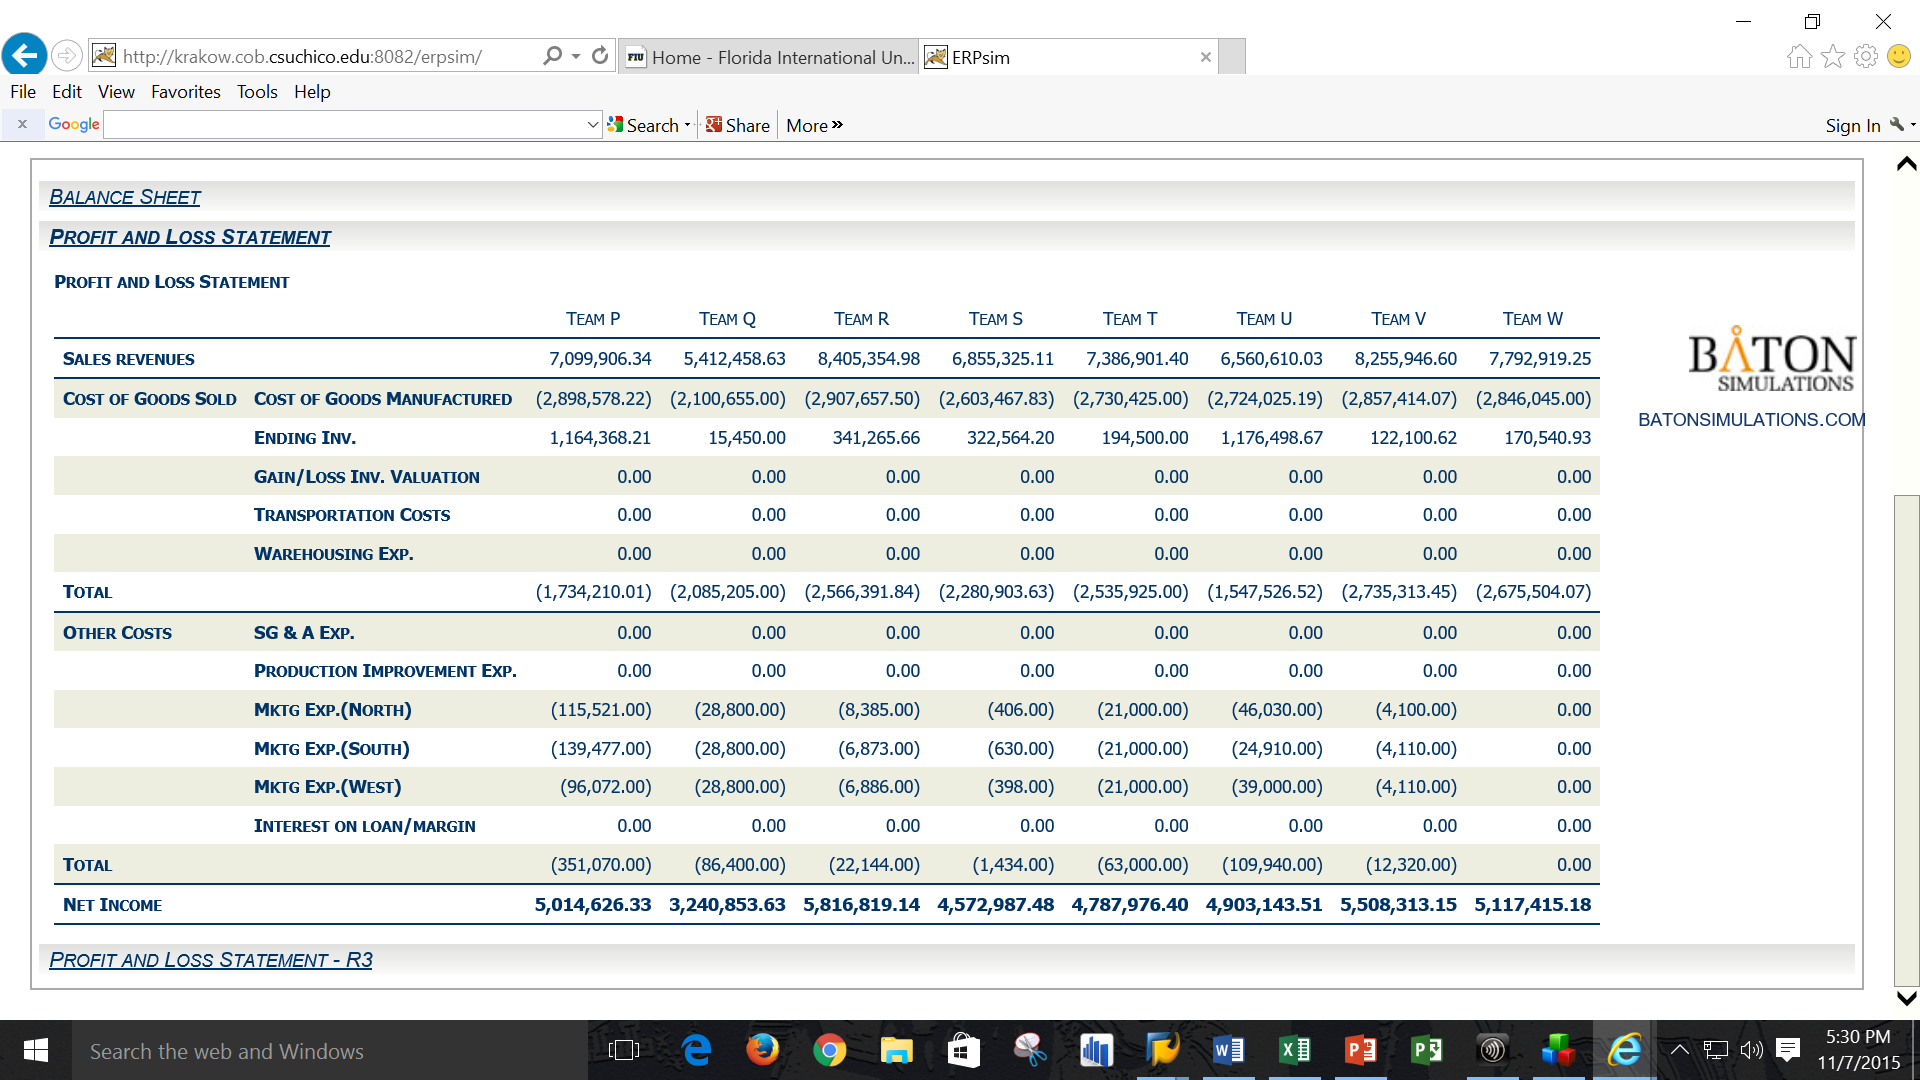 http://krakow.cob.csuchico.edu:8082/erpsim/ FIU Home - Florida International Un... ERPsim
File Edit View Favorites Tools Help
x Google Search Share More » Sign In
BALANCE SHEET
PROFIT AND LOSS STATEMENT
PROFIT AND LOSS STATEMENT
TEAM P TEAM Q TEAM R TEAM S TEAM T TEAM U TEAM V TEAM W
SALES REVENUES 7,099,906.34 5,412,458.63 8,405,354.98 6,855,325.11 7,386,901.40 6,560,610.03 8,255,946.60 7,792,919.25
BATON
SIMULATIONS
BATONSIMULATIONS.COM
COST OF GOODS SOLD COST OF GOODS MANUFACTURED (2,898,578.22) (2,100,655.00) (2,907,657.50) (2,603,467.83) (2,730,425.00) (2,724,025.19) (2,857,414.07) (2,846,045.00)
ENDING INV. 1,164,368.21 15,450.00 341,265.66 322,564.20 194,500.00 1,176,498.67 122,100.62 170,540.93
GAIN/LOSS INV. VALUATION 0.00 0.00 0.00 0.00 0.00 0.00 0.00 0.00
TRANSPORTATION COSTS 0.00 0.00 0.00 0.00 0.00 0.00 0.00 0.00
WAREHOUSING EXP. 0.00 0.00 0.00 0.00 0.00 0.00 0.00 0.00
TOTAL (1,734,210.01) (2,085,205.00) (2,566,391.84) (2,280,903.63) (2,535,925.00) (1,547,526.52) (2,735,313.45) (2,675,504.07)
OTHER COSTS SG & A EXP. 0.00 0.00 0.00 0.00 0.00 0.00 0.00 0.00
PRODUCTION IMPROVEMENT EXP. 0.00 0.00 0.00 0.00 0.00 0.00 0.00 0.00
MKTG EXP.(NORTH) (115,521.00) (28,800.00) (8,385.00) (406.00) (21,000.00) (46,030.00) (4,100.00) 0.00
MKTG EXP.(SOUTH) (139,477.00) (28,800.00) (6,873.00) (630.00) (21,000.00) (24,910.00) (4,110.00) 0.00
MKTG EXP.(WEST) (96,072.00) (28,800.00) (6,886.00) (398.00) (21,000.00) (39,000.00) (4,110.00) 0.00
INTEREST ON LOAN/MARGIN 0.00 0.00 0.00 0.00 0.00 0.00 0.00 0.00
TOTAL (351,070.00) (86,400.00) (22,144.00) (1,434.00) (63,000.00) (109,940.00) (12,320.00) 0.00
NET INCOME 5,014,626.33 3,240,853.63 5,816,819.14 4,572,987.48 4,787,976.40 4,903,143.51 5,508,313.15 5,117,415.18
PROFIT AND LOSS STATEMENT - R3
Search the web and Windows
5:30 PM
11/7/2015